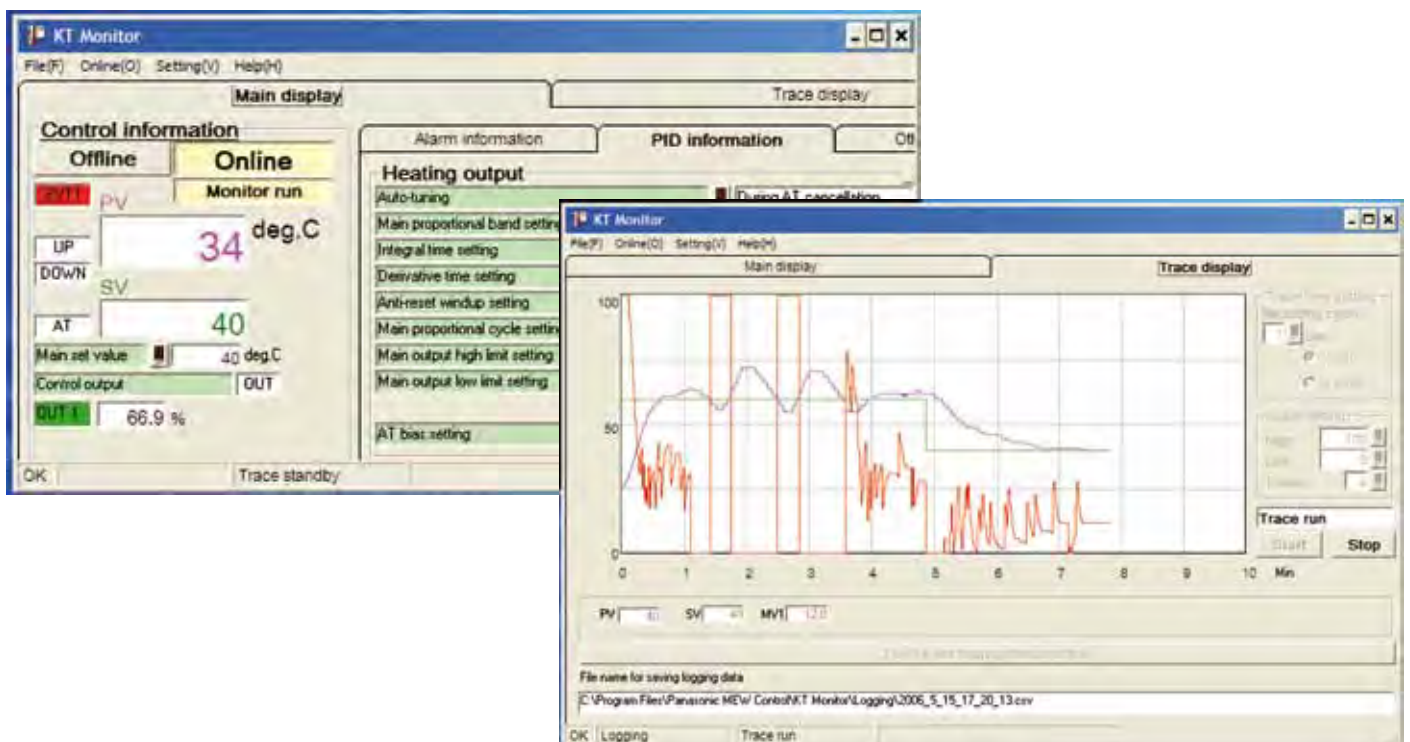 KT Monitor
File(F) Online(O) Setting(V) Help(H)
Main display
Trace display
Control information
Offline
Online
Monitor run
PV
34
deg.C
UP
DOWN
SV
40
AT
Main set value
40 deg.C
Control output
OUT
OUT 1
66.9 %
Alarm information
PID information
Heating output
Auto-tuning
During AT cancellation
Main proportional band setting
Integral time setting
Derivative time setting
Anti-reset windup setting
Main proportional cycle setting
Main output high limit setting
Main output low limit setting
AT bias setting
OK
Trace standby
KT Monitor
File(F) Online(O) Setting(V) Help(H)
Main display
Trace display
100
50
0
0 1 2 3 4 5 6 7 8 9 10 Min
Trace run
Start
Stop
PV
SV
MV1
File name for saving logging data
C:\Program Files\Panasonic MEW Control\KT Monitor\Logging\2006_5_15_17_20_13.csv
OK
Logging
Trace run